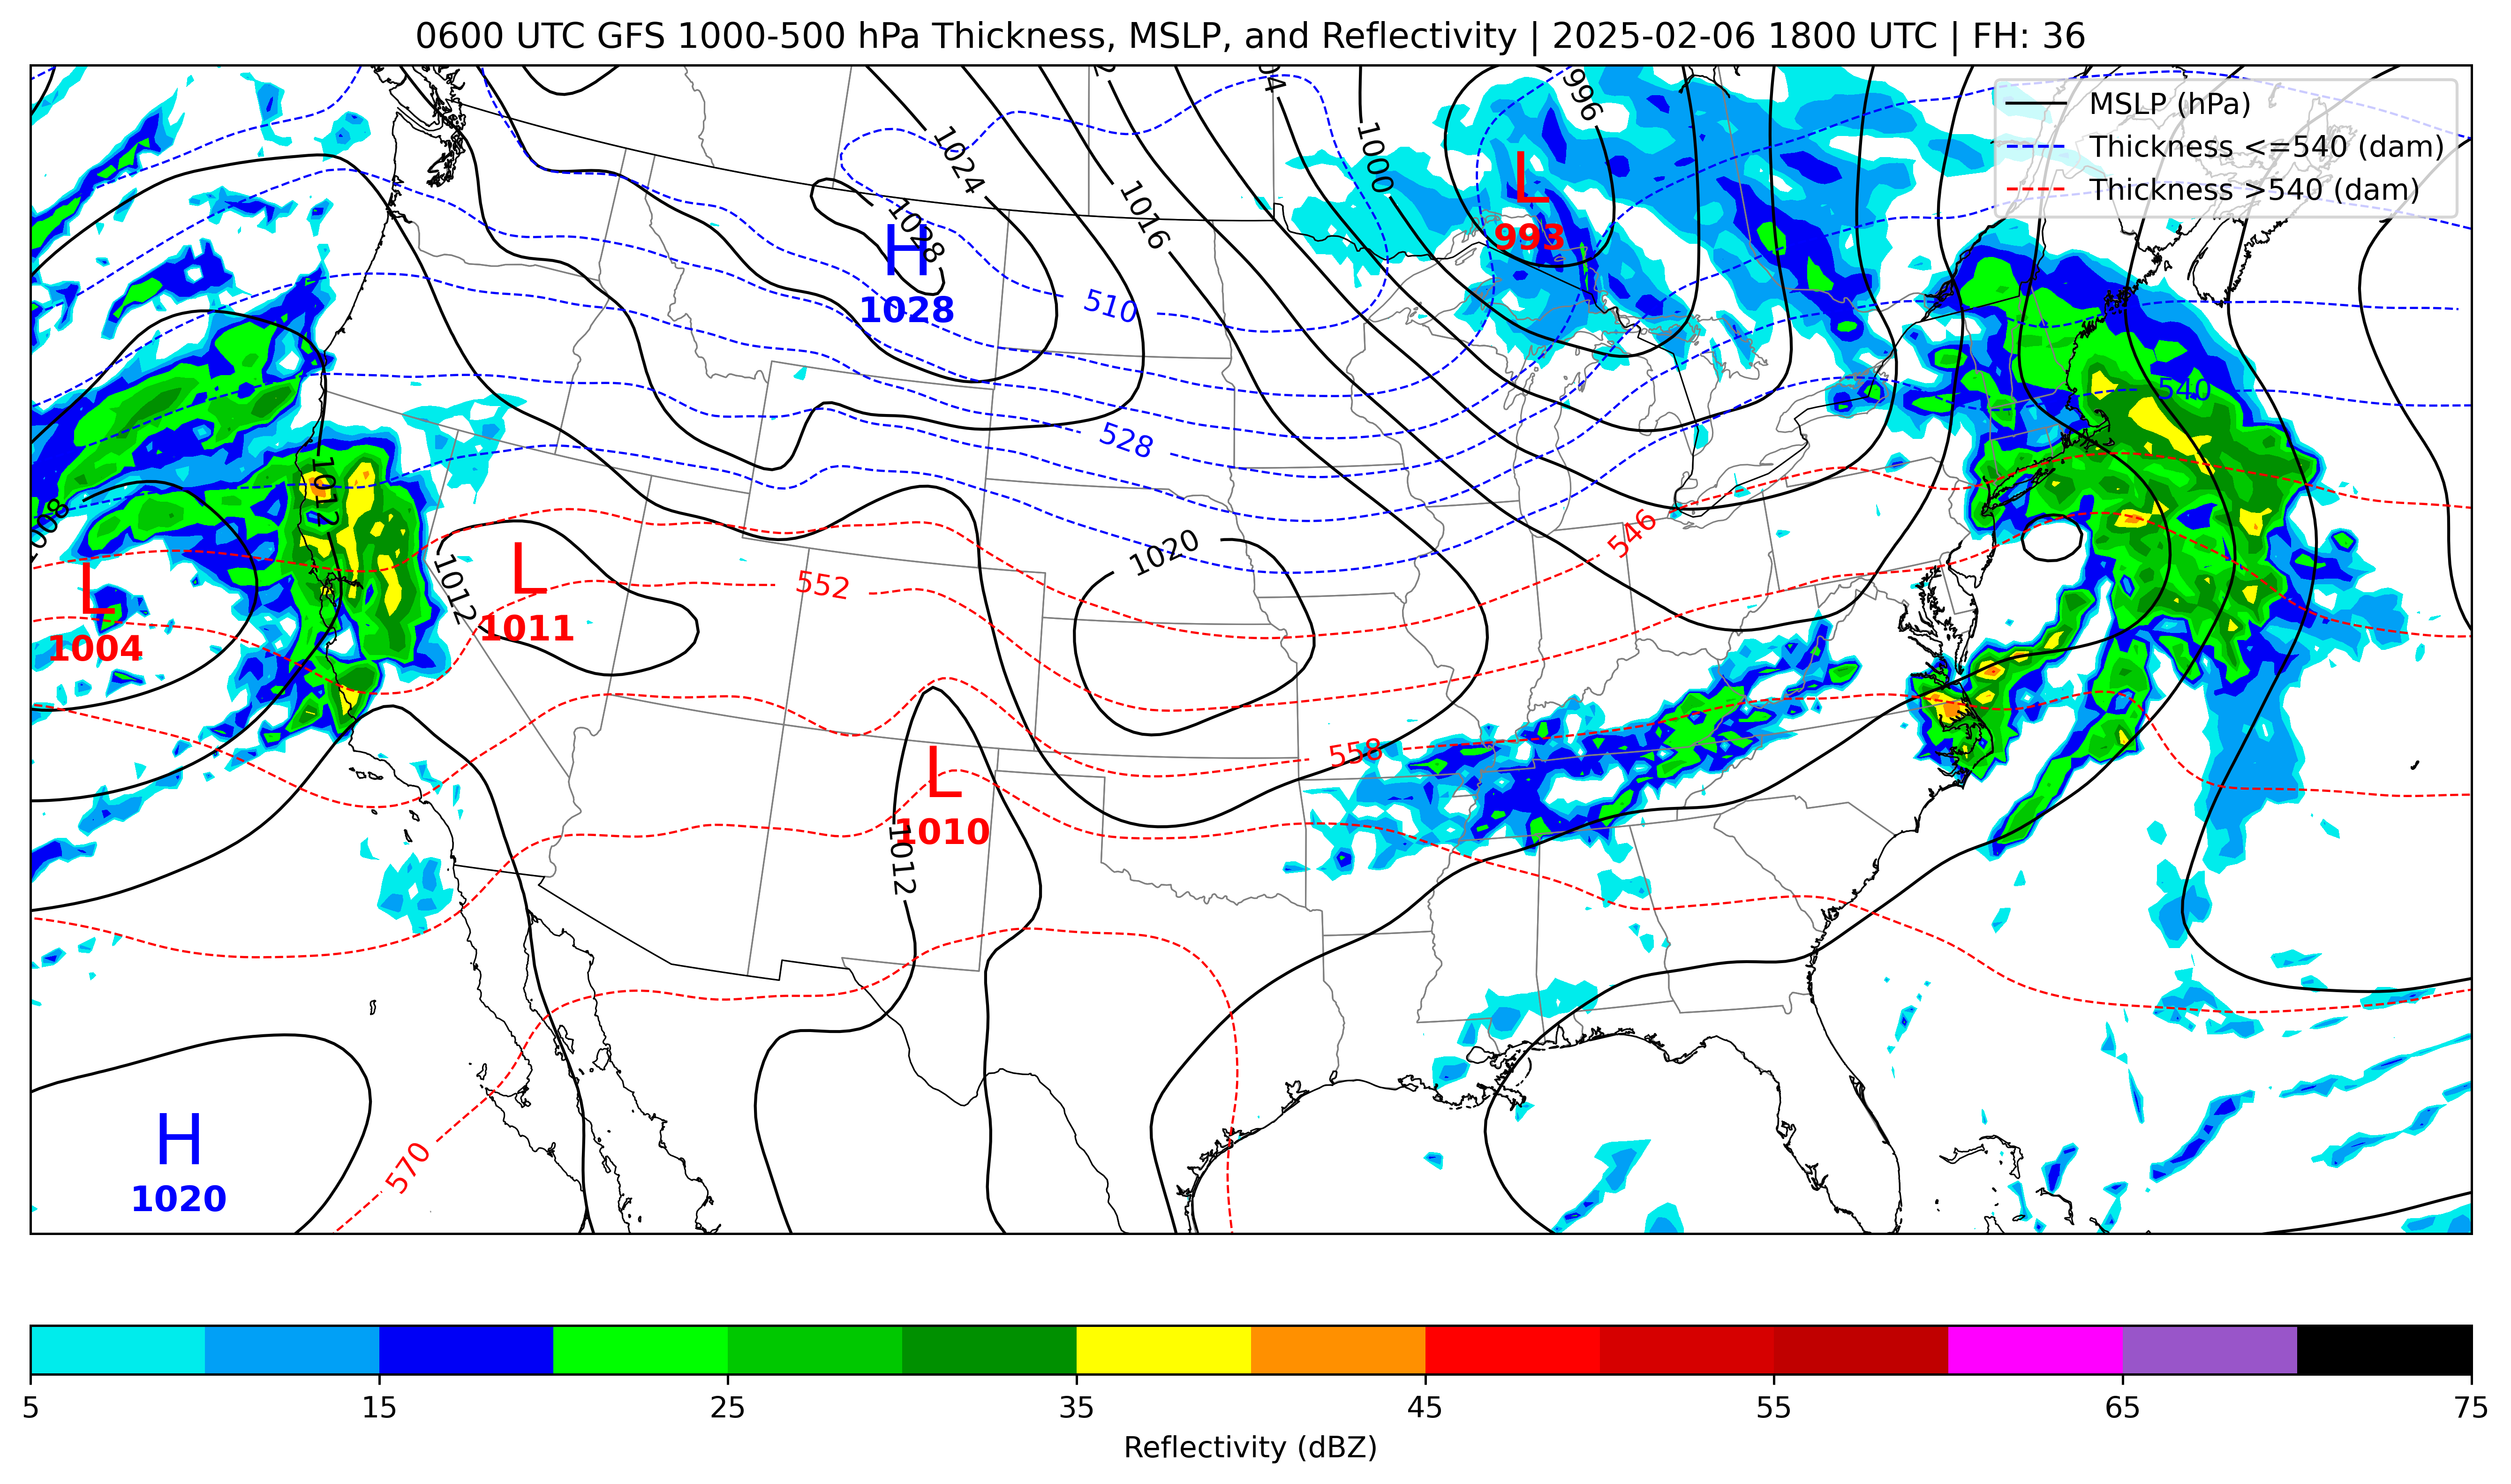 0600 UTC GFS 1000-500 hPa Thickness, MSLP, and Reflectivity | 2025-02-06 1800 UTC | FH: 36
MSLP (hPa)
Thickness <=540 (dam)
Thickness >540 (dam)
996
1024
1000
1016
L
993
1028
H
1028
510
540
528
1012
1008
546
1020
L
1004
1012
L
1011
552
558
L
1010
1012
570
H
1020
5 15 25 35 45 55 65 75
Reflectivity (dBZ)